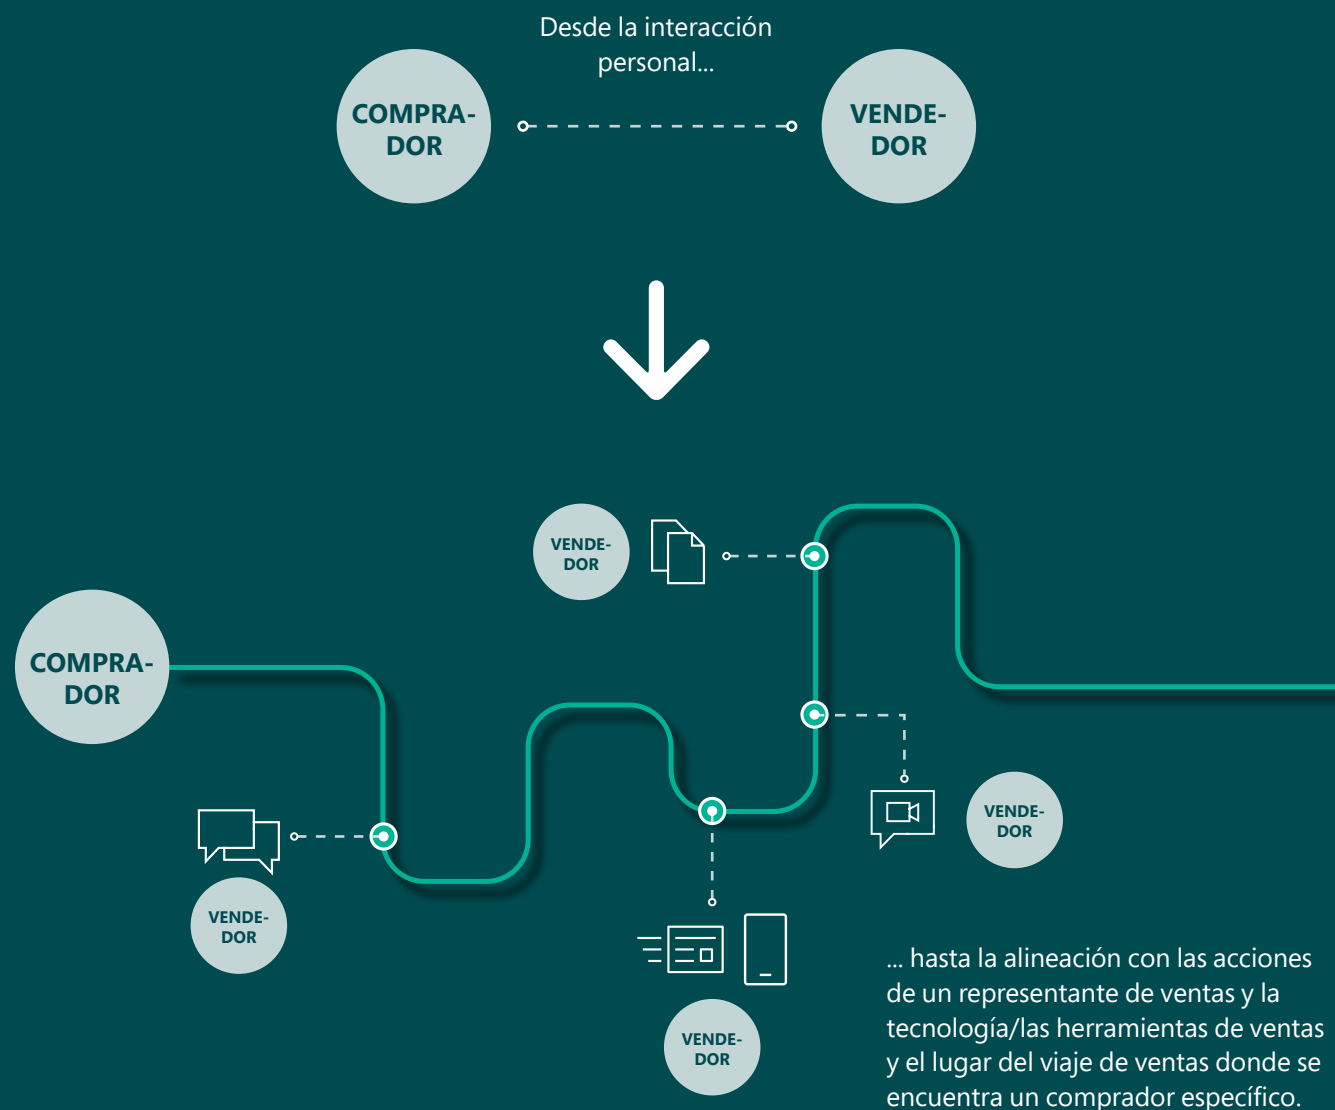 Desde la interacción
personal...
COMPRA-
DOR
VENDE-
DOR
VENDE-
DOR
COMPRA-
DOR
VENDE-
DOR
VENDE-
DOR
VENDE-
DOR
... hasta la alineación con las acciones
de un representante de ventas y la
tecnología/las herramientas de ventas
y el lugar del viaje de ventas donde se
encuentra un comprador específico.